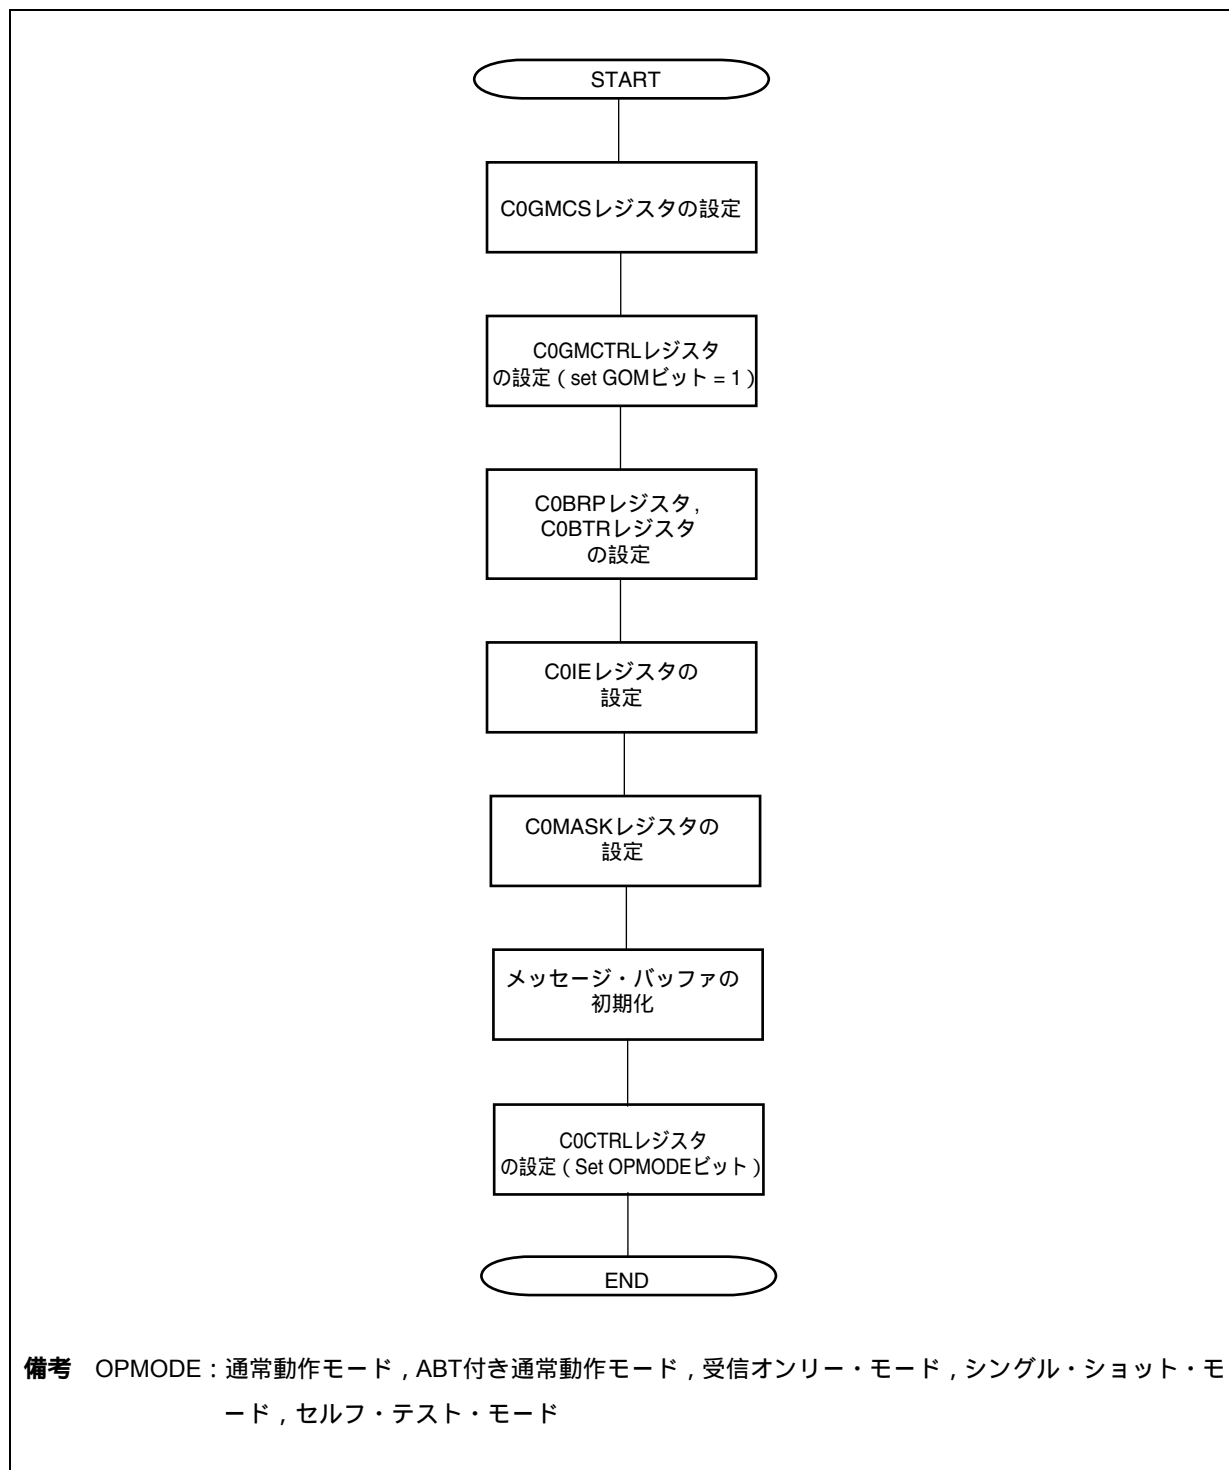 START
C0GMCSレジスタの設定
C0GMCTRLレジスタ
の設定（set GOMビット = 1）
C0BRPレジスタ，
C0BTRレジスタ
の設定
C0IEレジスタの
設定
C0MASKレジスタの
設定
メッセージ・バッファの
初期化
C0CTRLレジスタ
の設定（Set OPMODEビット）
END
備考 OPMODE：通常動作モード，ABT付き通常動作モード，受信オンリー・モード，シングル・ショット・モ
ード，セルフ・テスト・モード